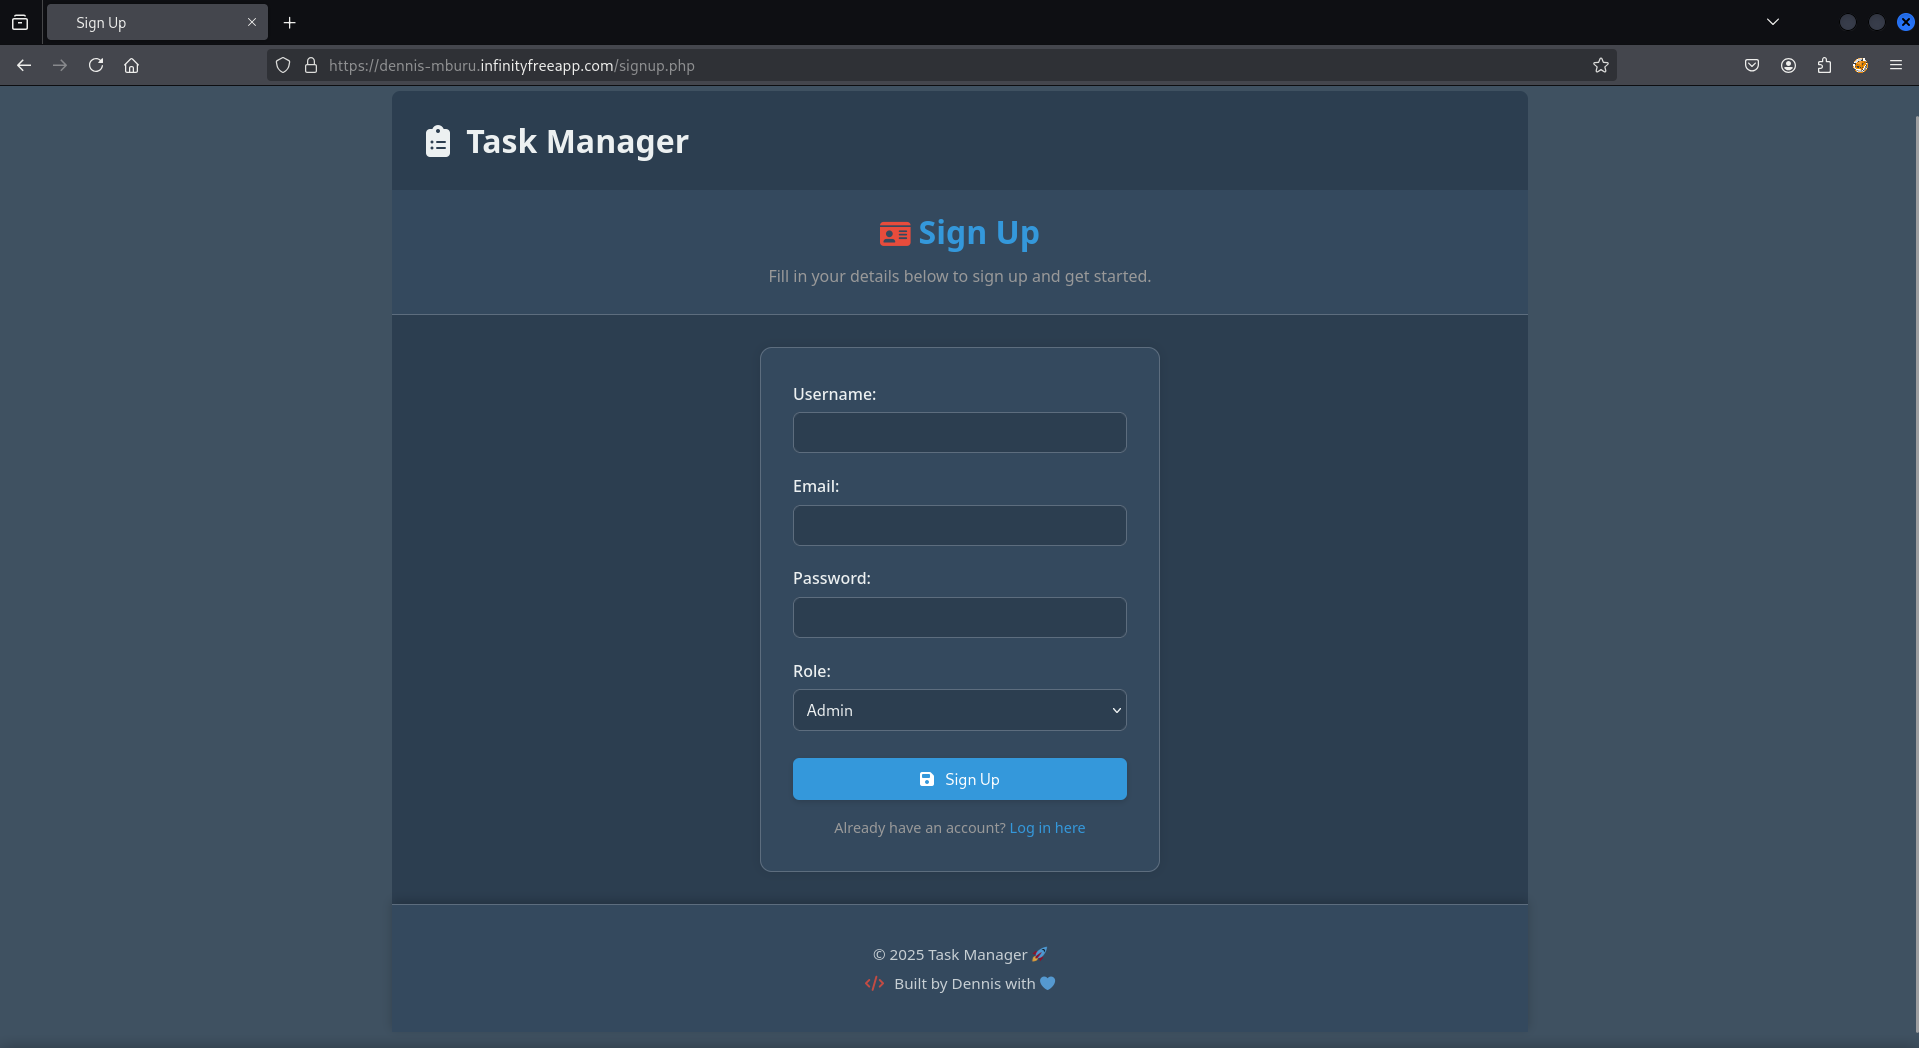 Sign Up
https://dennis-mburu.infinityfreeapp.com/signup.php
Task Manager
Sign Up
Fill in your details below to sign up and get started.
Username:
Email:
Password:
Role:
Admin
Sign Up
Already have an account? Log in here
© 2025 Task Manager 🚀
</> Built by Dennis with 💙